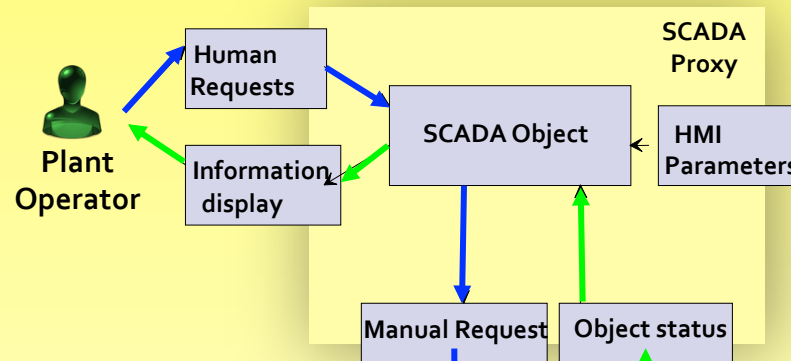 SCADA
Proxy
Human
Requests
SCADA Object
HMI
Parameters
Plant
Operator
Information
display
Manual Request
Object status